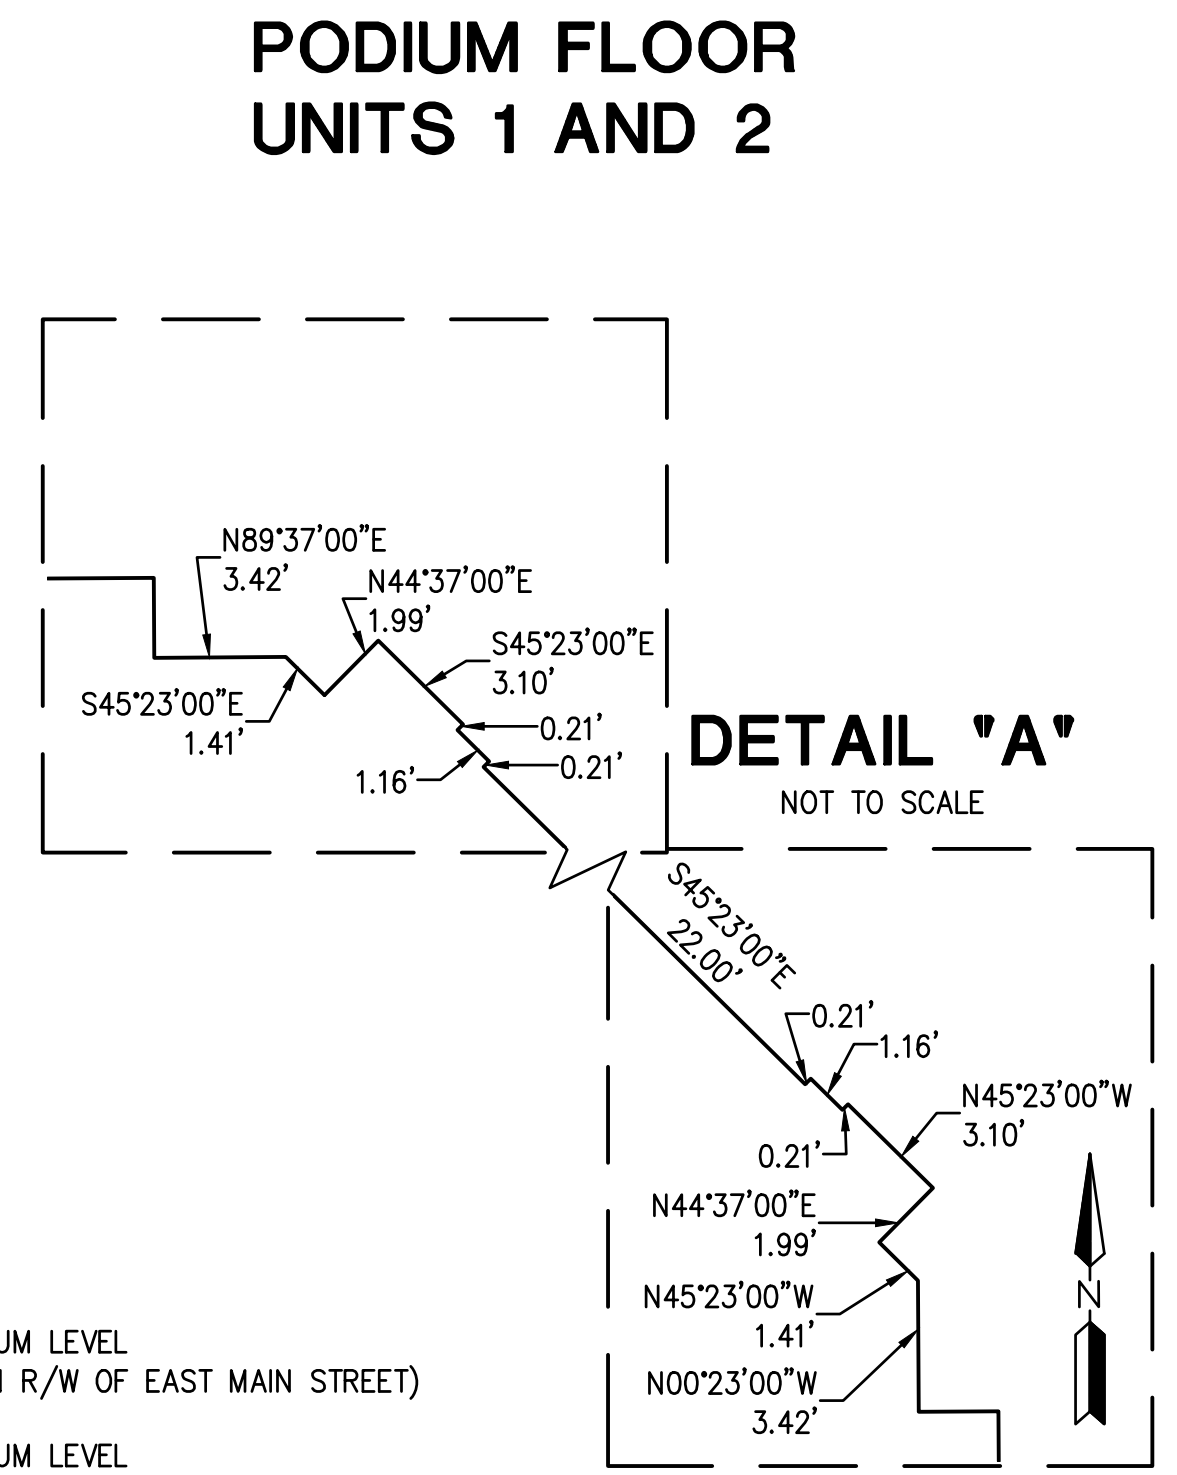 PODIUM FLOOR
UNITS 1 AND 2
N89°37'00"E
3.42'
N44°37'00"E
1.99'
S45°23'00"E
3.10'
S45°23'00"E
1.41'
0.21'
0.21'
1.16'
DETAIL "A"
NOT TO SCALE
S45°23'00"E
22.00'
0.21'
1.16'
N45°23'00"W
3.10'
0.21'
N44°37'00"E
1.99'
N45°23'00"W
1.41'
N00°23'00"W
3.42'
N
UM LEVEL
R/W OF EAST MAIN STREET)
UM LEVEL